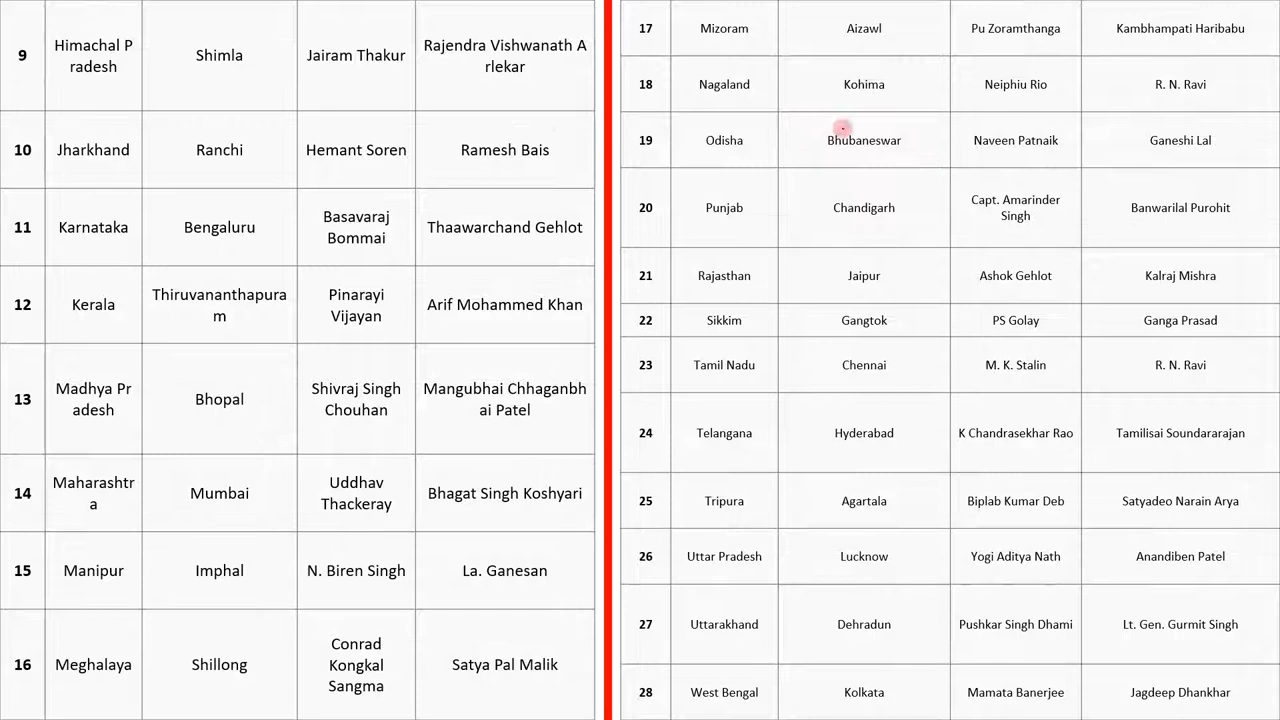 9 Himachal P Shimla Jairam Thakur Rajendra Vishwanath A
radesh rlekar
10 Jharkhand Ranchi Hemant Soren Ramesh Bais
11 Karnataka Bengaluru Basavaraj Thaawarchand Gehlot
Bommai
12 Kerala Thiruvananthapura Pinarayi Arif Mohammed Khan
m Vijayan
13 Madhya Pr Bhopal Shivraj Singh Mangubhai Chhaganbh
adesh Chouhan ai Patel
14 Maharashtr Mumbai Uddhav Bhagat Singh Koshyari
a Thackeray
15 Manipur Imphal N. Biren Singh La. Ganesan
16 Meghalaya Shillong Conrad Satya Pal Malik
Kongkal
Sangma
17 Mizoram Aizawl Pu Zoramthanga Kambhampati Haribabu
18 Nagaland Kohima Neiphiu Rio R. N. Ravi
19 Odisha Bhubaneswar Naveen Patnaik Ganeshi Lal
20 Punjab Chandigarh Capt. Amarinder Banwarilal Purohit
Singh
21 Rajasthan Jaipur Ashok Gehlot Kalraj Mishra
22 Sikkim Gangtok PS Golay Ganga Prasad
23 Tamil Nadu Chennai M. K. Stalin R. N. Ravi
24 Telangana Hyderabad K Chandrasekhar Rao Tamilisai Soundararajan
25 Tripura Agartala Biplab Kumar Deb Satyadeo Narain Arya
26 Uttar Pradesh Lucknow Yogi Aditya Nath Anandiben Patel
27 Uttarakhand Dehradun Pushkar Singh Dhami Lt. Gen. Gurmit Singh
28 West Bengal Kolkata Mamata Banerjee Jagdeep Dhankhar